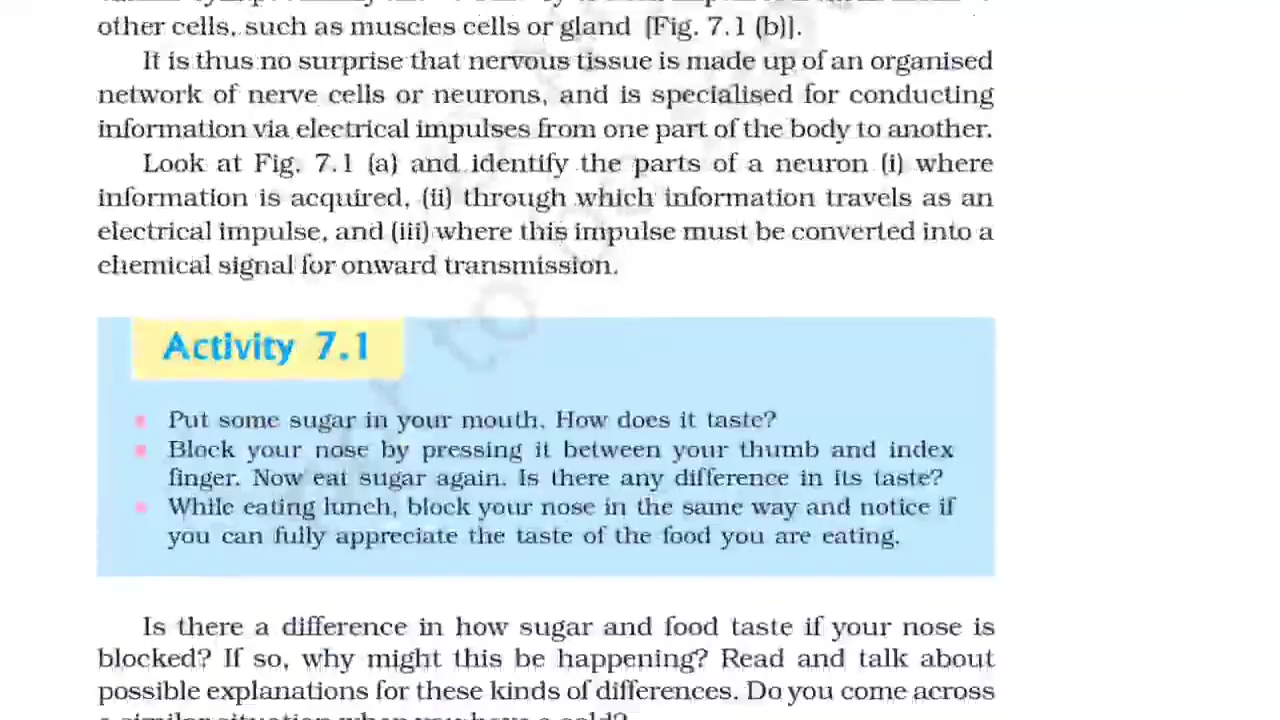 other cells, such as muscles cells or gland [Fig. 7.1 (b)].
It is thus no surprise that nervous tissue is made up of an organised
network of nerve cells or neurons, and is specialised for conducting
information via electrical impulses from one part of the body to another.
Look at Fig. 7.1 (a) and identify the parts of a neuron (i) where
information is acquired, (ii) through which information travels as an
electrical impulse, and (iii) where this impulse must be converted into a
chemical signal for onward transmission.
Activity 7.1
Put some sugar in your mouth. How does it taste?
Block your nose by pressing it between your thumb and index
finger. Now eat sugar again. Is there any difference in its taste?
While eating lunch, block your nose in the same way and notice if
you can fully appreciate the taste of the food you are eating.
Is there a difference in how sugar and food taste if your nose is
blocked? If so, why might this be happening? Read and talk about
possible explanations for these kinds of differences. Do you come across
a similar situation when you have a cold?